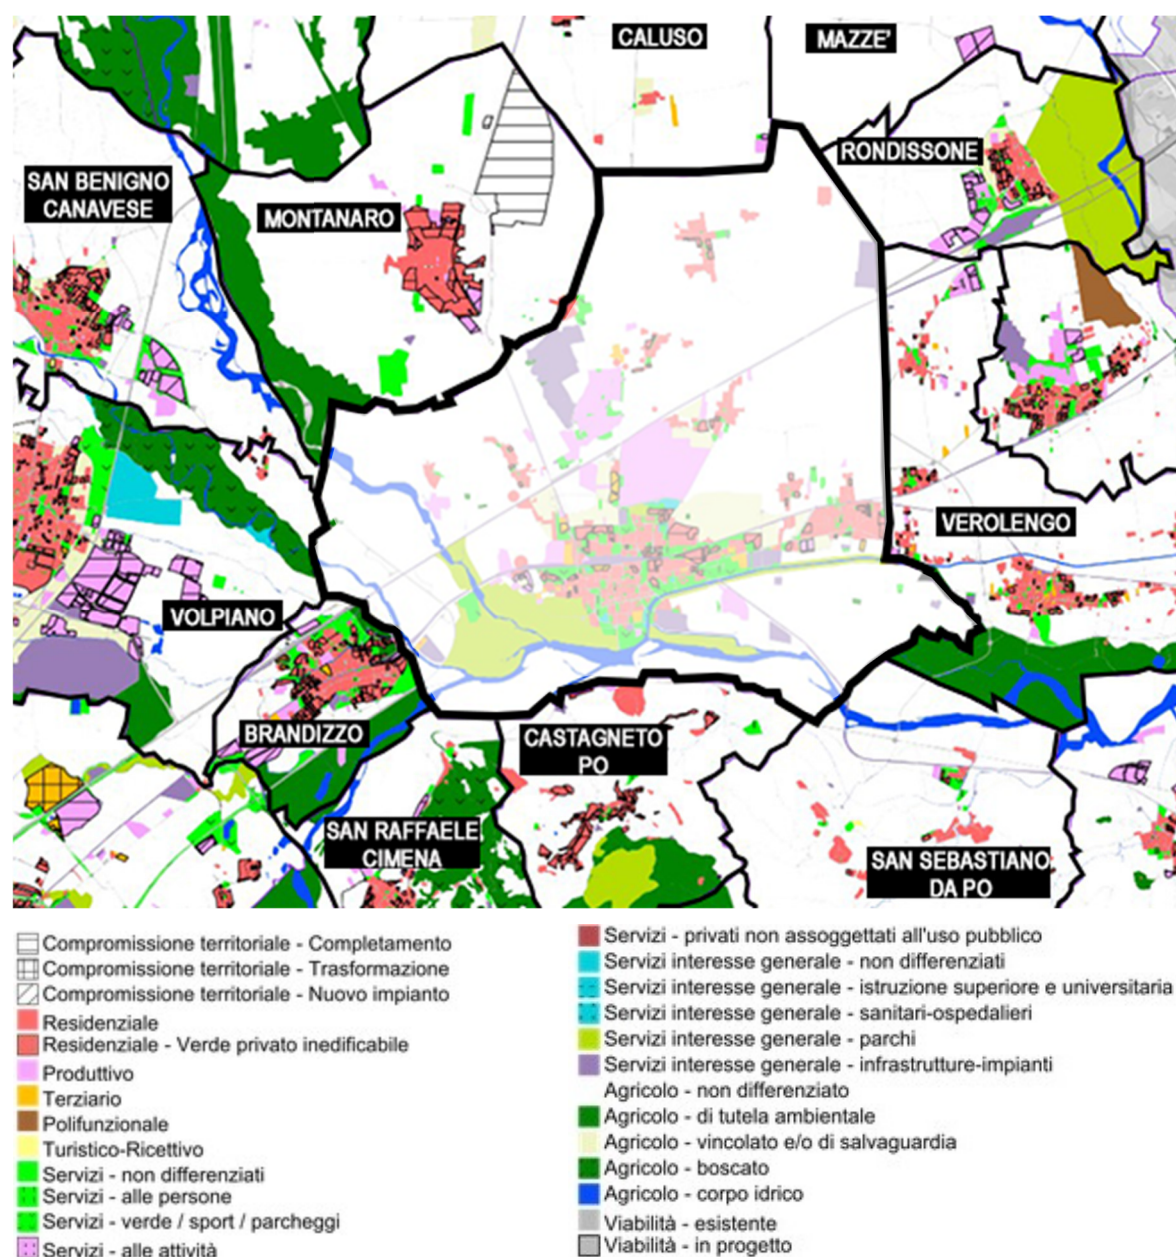 CALUSO
MAZZE'
RONDISSONE
SAN BENIGNO
CANAVESE
MONTANARO
VEROLENGO
VOLPIANO
BRANDIZZO
CASTAGNETO
PO
SAN RAFFAELE
CIMENA
SAN SEBASTIANO
DA PO
Compromissione territoriale - Completamento
Compromissione territoriale - Trasformazione
Compromissione territoriale - Nuovo impianto
Residenziale
Residenziale - Verde privato inedificabile
Produttivo
Terziario
Polifunzionale
Turistico-Ricettivo
Servizi - non differenziati
Servizi - alle persone
Servizi - verde / sport / parcheggi
Servizi - alle attività
Servizi - privati non assoggettati all'uso pubblico
Servizi interesse generale - non differenziati
Servizi interesse generale - istruzione superiore e universitaria
Servizi interesse generale - sanitari-ospedalieri
Servizi interesse generale - parchi
Servizi interesse generale - infrastrutture-impianti
Agricolo - non differenziato
Agricolo - di tutela ambientale
Agricolo - vincolato e/o di salvaguardia
Agricolo - boscato
Agricolo - corpo idrico
Viabilità - esistente
Viabilità - in progetto